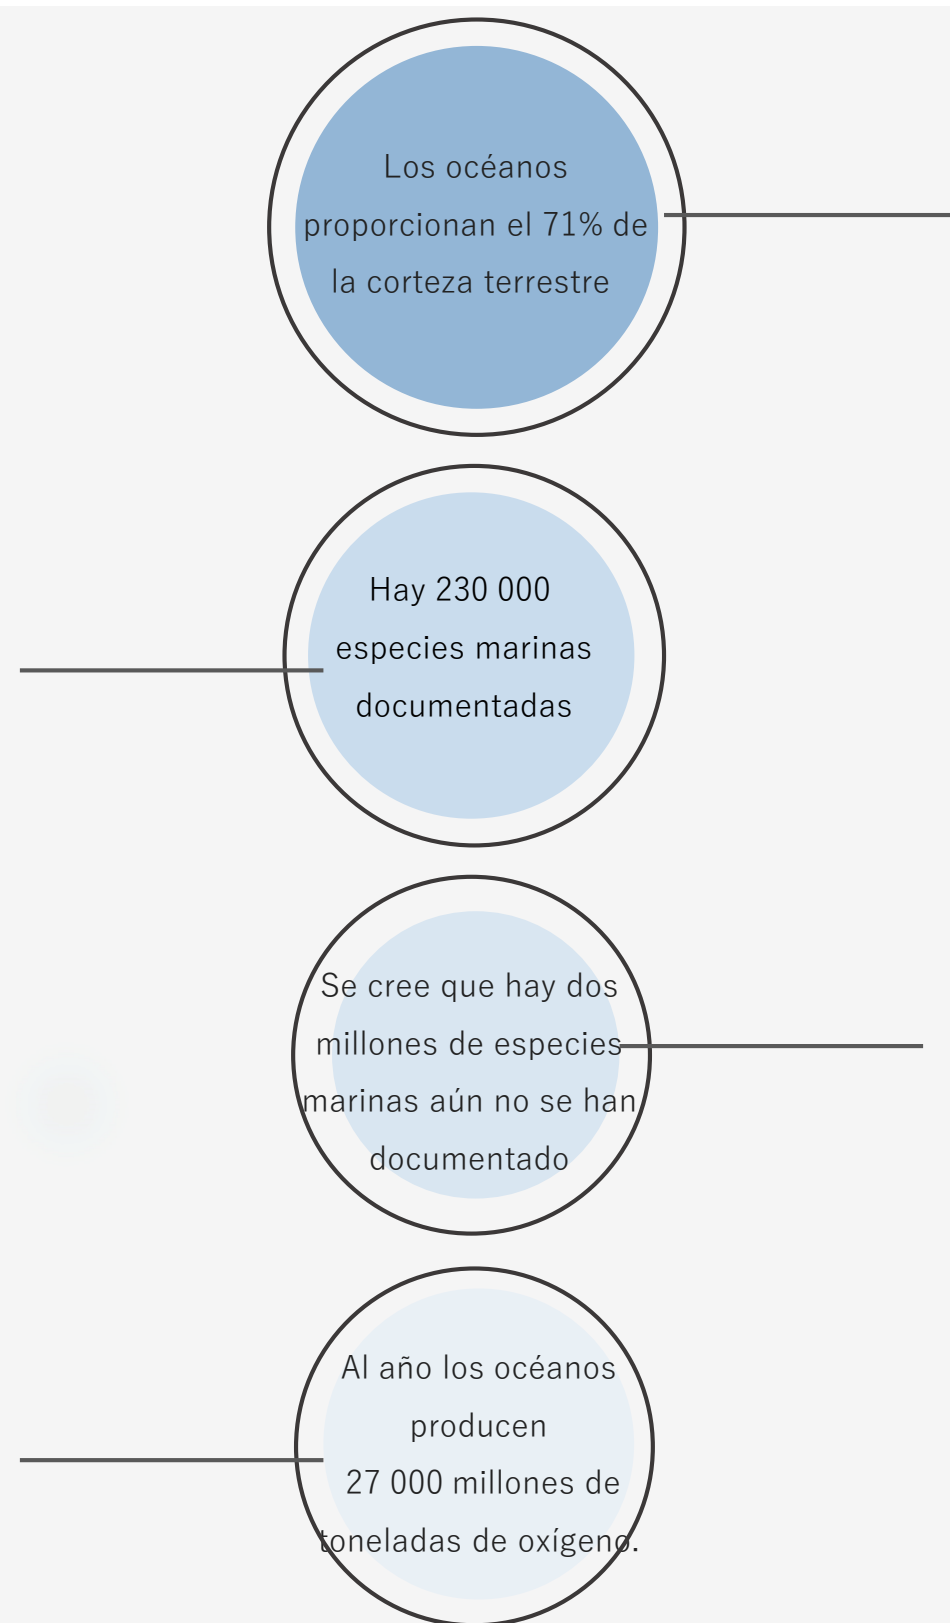 Los océanos
proporcionan el 71% de
la corteza terrestre
Hay 230 000
especies marinas
documentadas
Se cree que hay dos
millones de especies
marinas aún no se han
documentado
Al año los océanos
producen
27 000 millones de
toneladas de oxígeno.